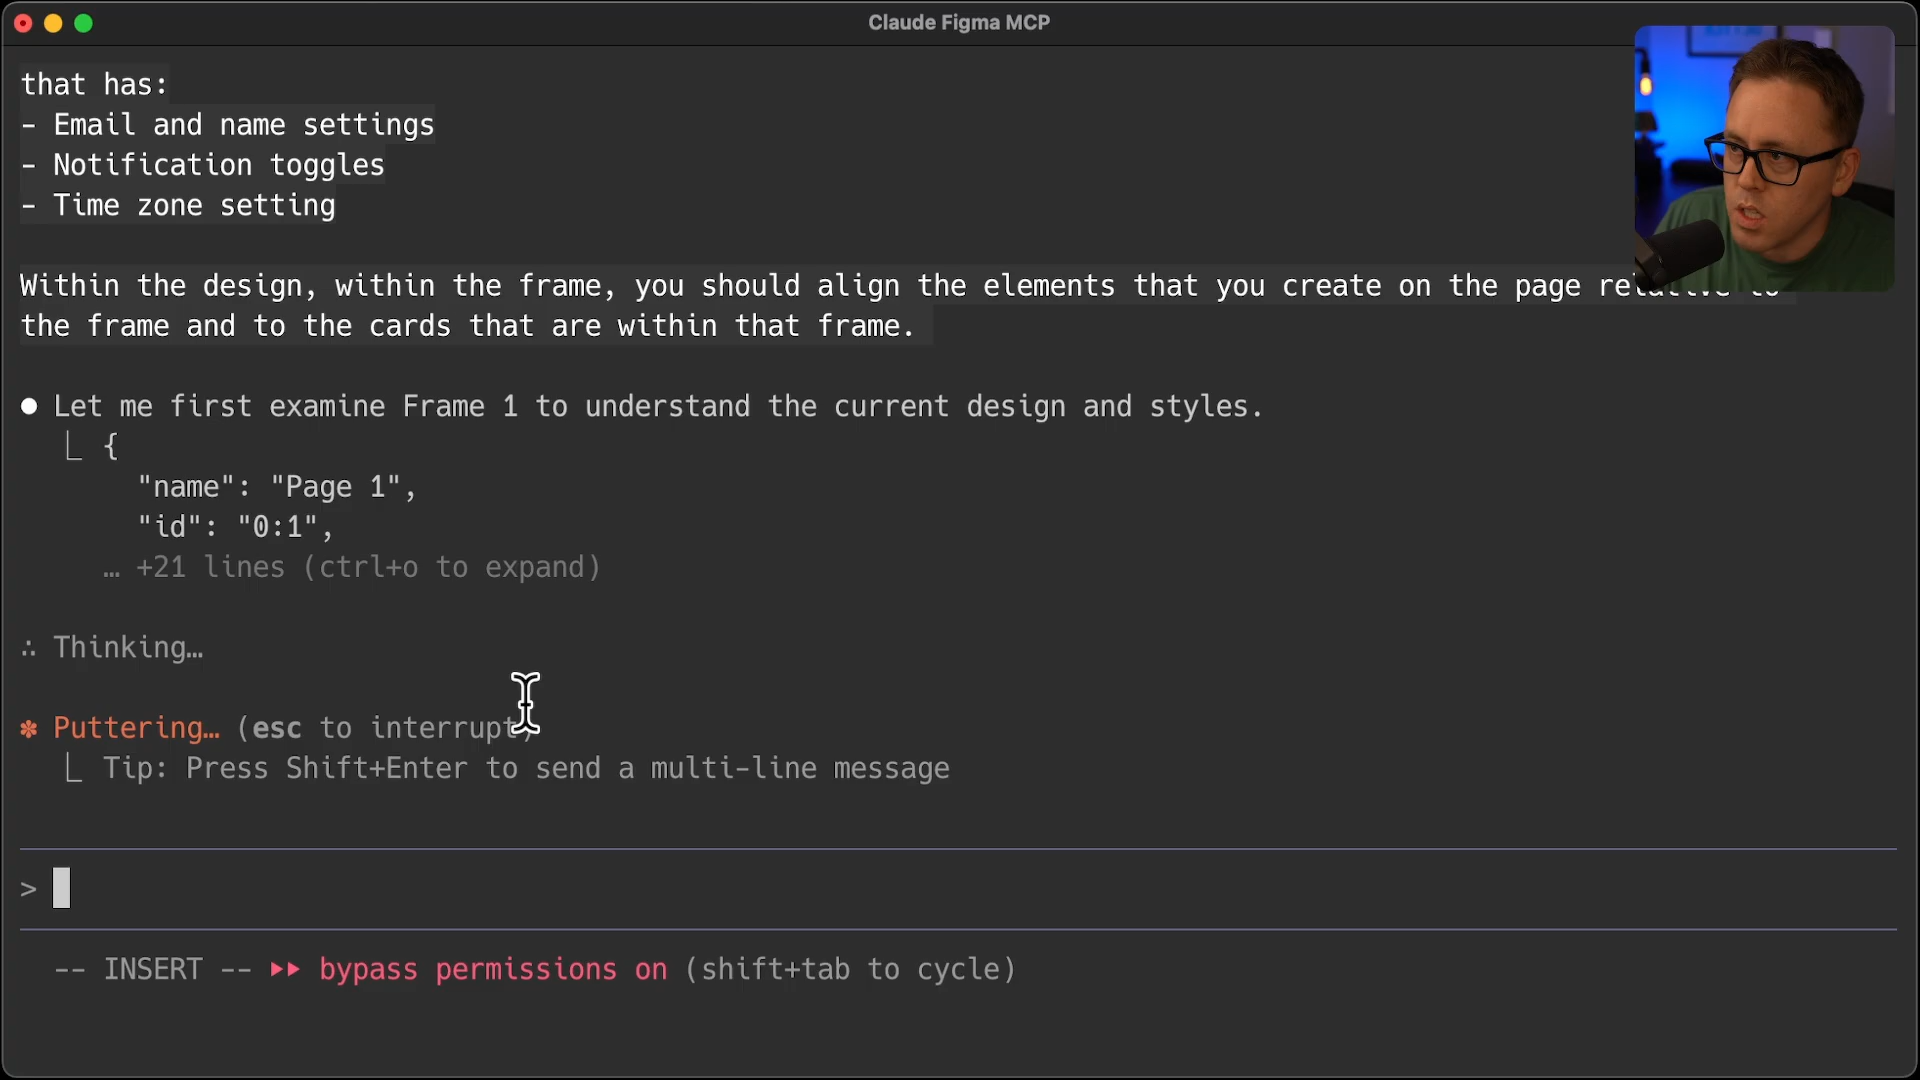 Claude Figma MCP
that has:
- Email and name settings
- Notification toggles
- Time zone setting
Within the design, within the frame, you should align the elements that you create on the page to
the frame and to the cards that are within that frame.
● Let me first examine Frame 1 to understand the current design and styles.
⎿ {
"name": "Page 1",
"id": "0:1",
… +21 lines (ctrl+o to expand)
∴ Thinking…
✽ Puttering… (esc to interrupt)
⎿ Tip: Press Shift+Enter to send a multi-line message
>
-- INSERT -- ⏵⏵ bypass permissions on (shift+tab to cycle)